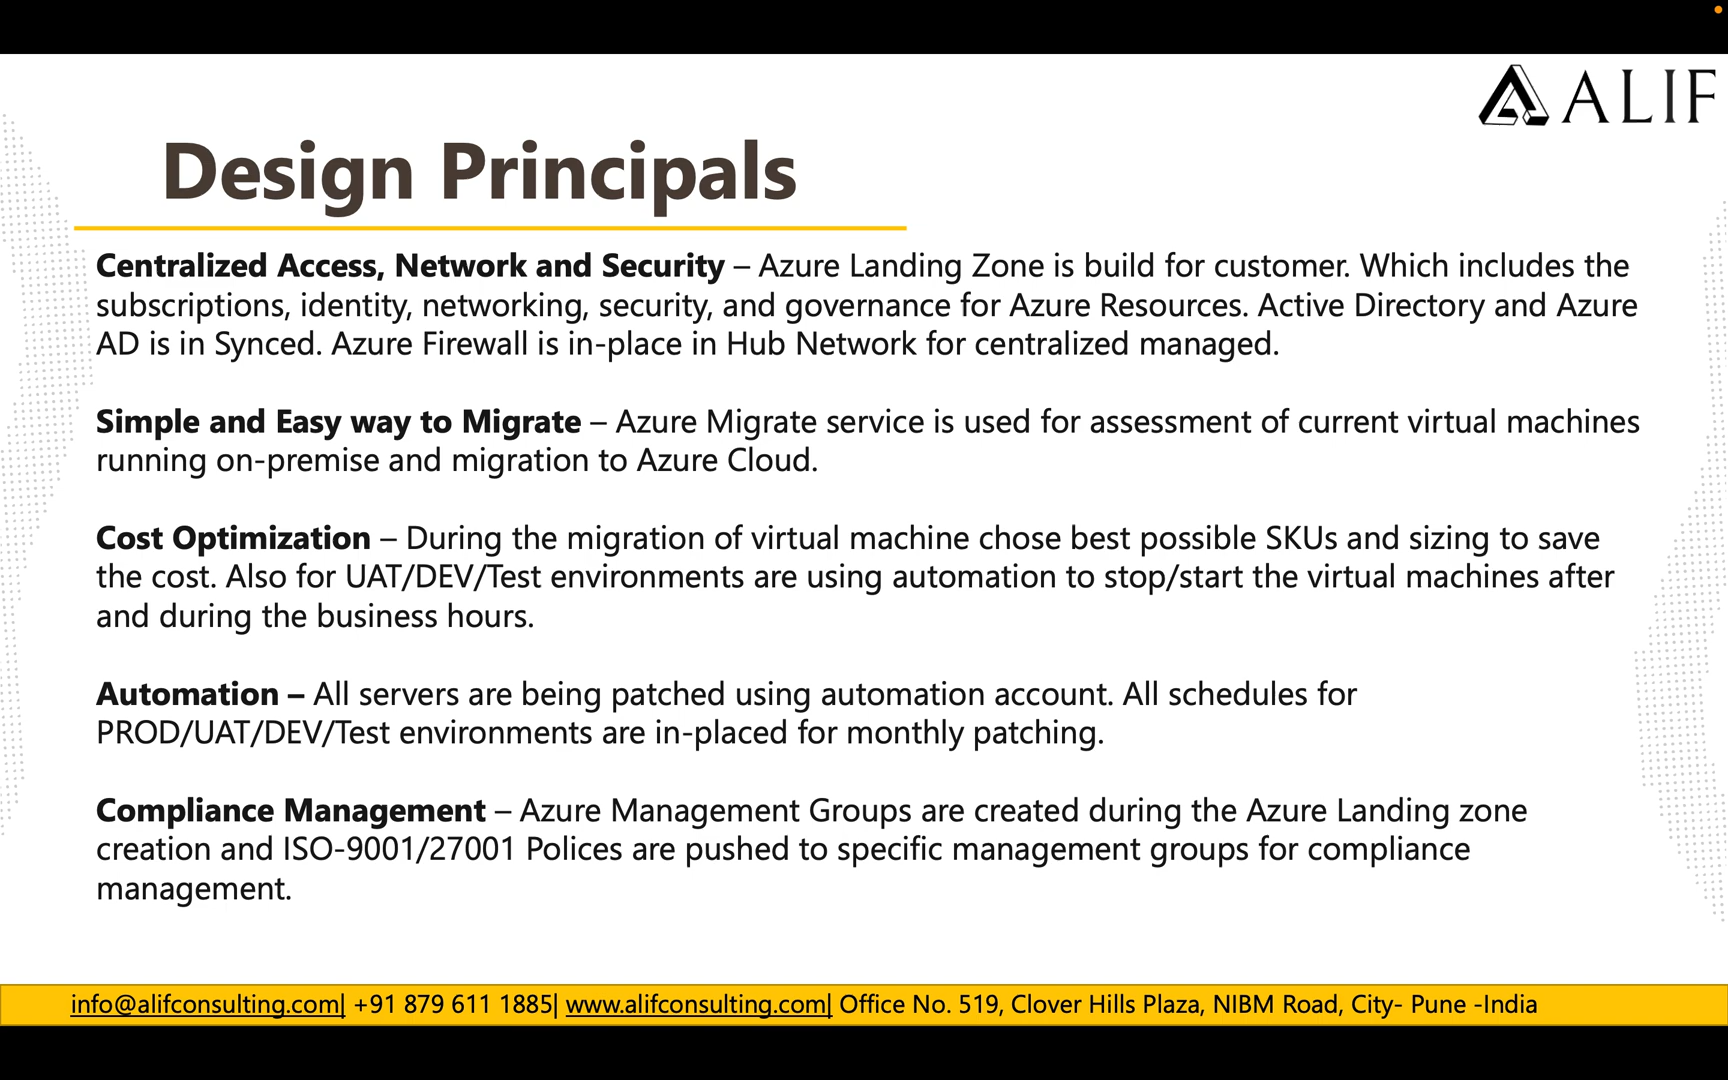 ALIF
Design Principals
Centralized Access, Network and Security – Azure Landing Zone is build for customer. Which includes the
subscriptions, identity, networking, security, and governance for Azure Resources. Active Directory and Azure
AD is in Synced. Azure Firewall is in-place in Hub Network for centralized managed.
Simple and Easy way to Migrate – Azure Migrate service is used for assessment of current virtual machines
running on-premise and migration to Azure Cloud.
Cost Optimization – During the migration of virtual machine chose best possible SKUs and sizing to save
the cost. Also for UAT/DEV/Test environments are using automation to stop/start the virtual machines after
and during the business hours.
Automation – All servers are being patched using automation account. All schedules for
PROD/UAT/DEV/Test environments are in-placed for monthly patching.
Compliance Management – Azure Management Groups are created during the Azure Landing zone
creation and ISO-9001/27001 Polices are pushed to specific management groups for compliance
management.
info@alifconsulting.com| +91 879 611 1885| www.alifconsulting.com| Office No. 519, Clover Hills Plaza, NIBM Road, City- Pune -India